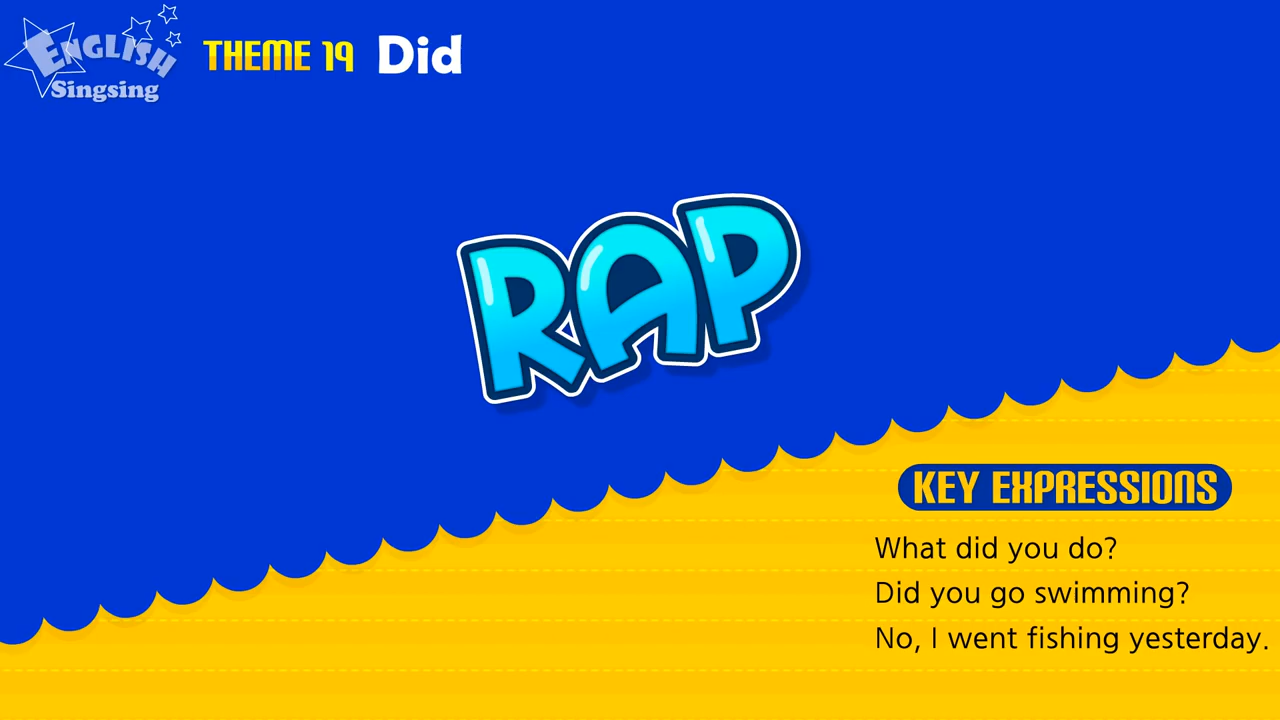 ENGLISH
Singsing
THEME 19 Did
RAP
KEY EXPRESSIONS
What did you do?
Did you go swimming?
No, I went fishing yesterday.